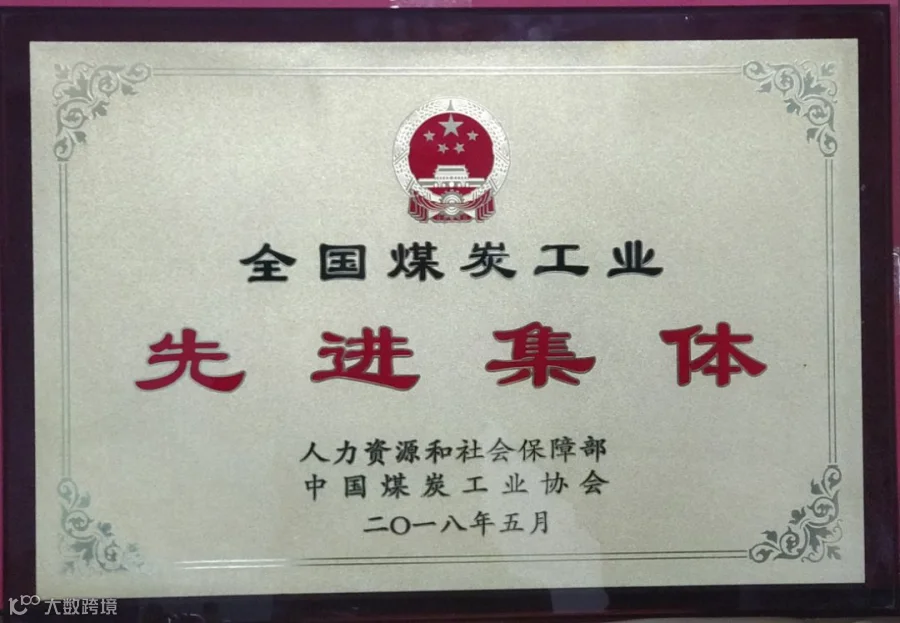 全国煤炭工业
先进集体
人力资源和社会保障部
中国煤炭工业协会
二〇一八年五月
大数跨境